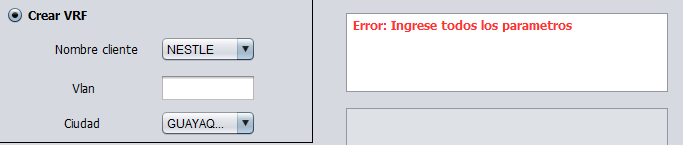 Crear VRF
Nombre cliente
NESTLE
Vlan
Ciudad
GUAYAQ...
Error: Ingrese todos los parametros